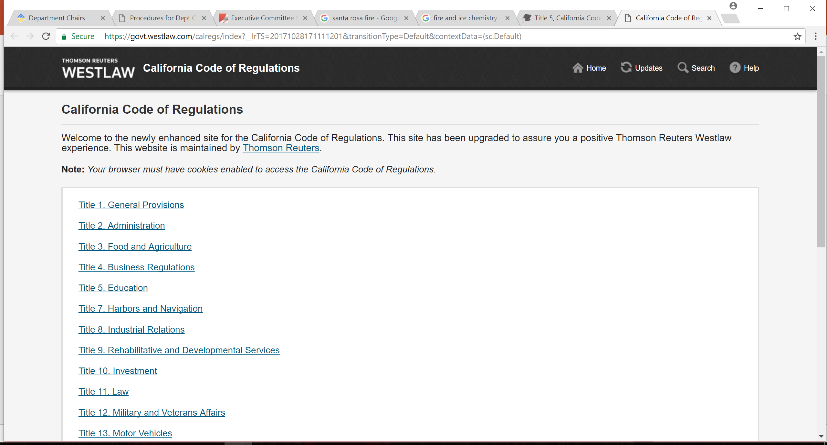 Department Chairs
Procedures for Dept C
Executive Committee
santa rosa fire - Goog
fire and ice chemistry
Title 5, California Code
California Code of Re
Secure
https://govt.westlaw.com/calregs/index?__lrTS=20171028171111201&transitionType=Default&contextData=(sc.Default)
THOMSON REUTERS
WESTLAW
California Code of Regulations
Home
Updates
Search
Help
California Code of Regulations
Welcome to the newly enhanced site for the California Code of Regulations. This site has been upgraded to assure you a positive Thomson Reuters Westlaw
experience. This website is maintained by Thomson Reuters.
Note: Your browser must have cookies enabled to access the California Code of Regulations.
Title 1. General Provisions
Title 2. Administration
Title 3. Food and Agriculture
Title 4. Business Regulations
Title 5. Education
Title 7. Harbors and Navigation
Title 8. Industrial Relations
Title 9. Rehabilitative and Developmental Services
Title 10. Investment
Title 11. Law
Title 12. Military and Veterans Affairs
Title 13. Motor Vehicles